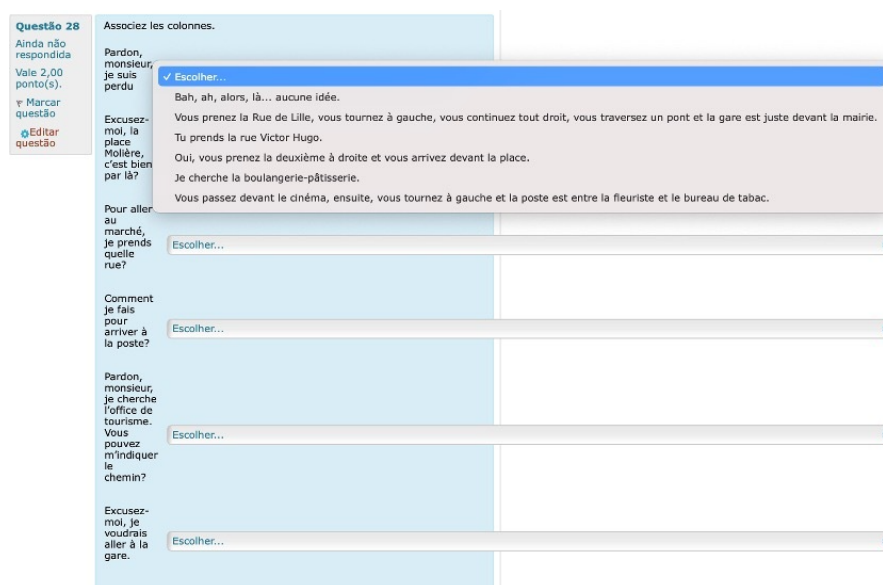 Questão 28
Ainda não
respondida
Vale 2,00
ponto(s).
Marcar
questão
Editar
questão
Associez les colonnes.
Pardon,
monsieur,
je suis
perdu
✓ Escolher...
Bah, ah, alors, là... aucune idée.
Vous prenez la Rue de Lille, vous tournez à gauche, vous continuez tout droit, vous traversez un pont et la gare est juste devant la mairie.
Tu prends la rue Victor Hugo.
Oui, vous prenez la deuxième à droite et vous arrivez devant la place.
Je cherche la boulangerie-pâtisserie.
Vous passez devant le cinéma, ensuite, vous tournez à gauche et la poste est entre la fleuriste et le bureau de tabac.
Excusez-
moi, la
place
Molière,
c'est bien
par là?
Pour aller
au
marché,
je prends
quelle
rue?
Escolher...
Comment
je fais
pour
arriver à
la poste?
Escolher...
Pardon,
monsieur,
je cherche
l'office de
tourisme.
Vous
pouvez
m'indiquer
le
chemin?
Escolher...
Excusez-
moi, je
voudrais
aller à la
gare.
Escolher...